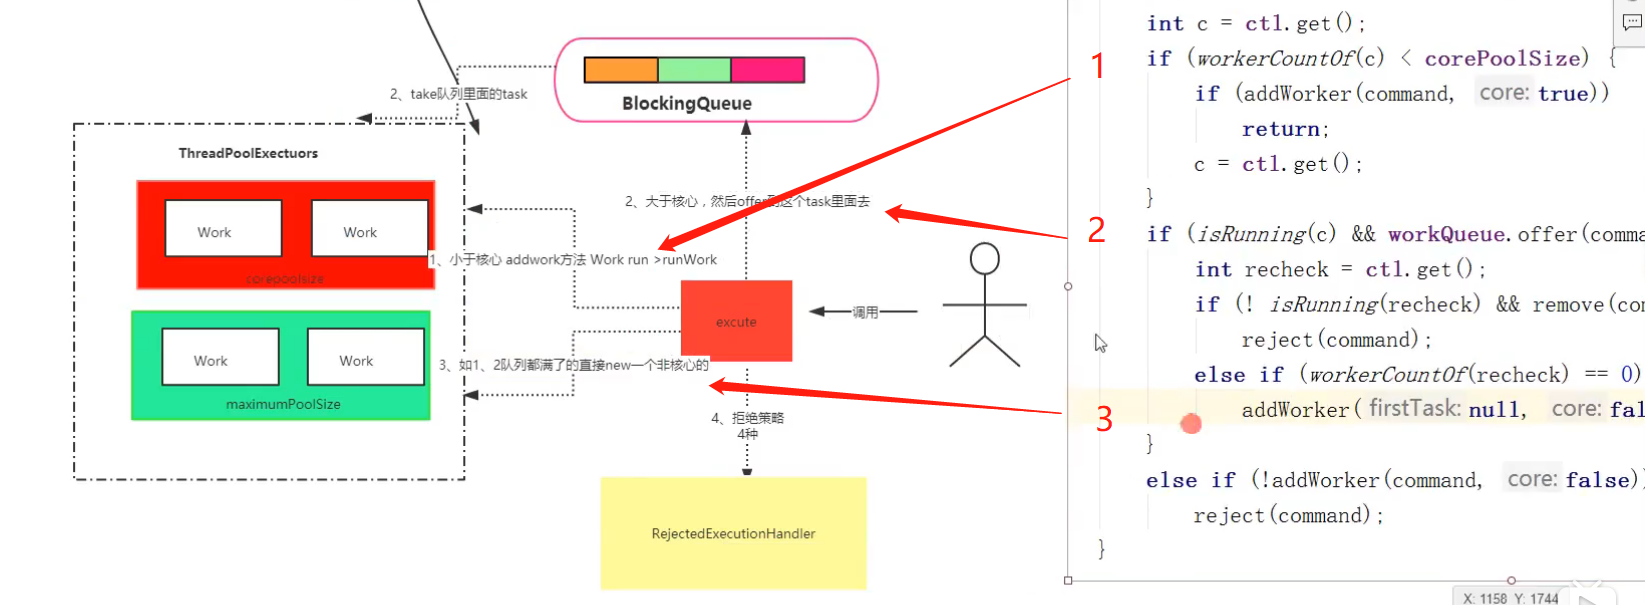 2、take队列里面的task
BlockingQueue
ThreadPoolExectuors
Work
Work
corepoolsize
Work
Work
maximumPoolSize
2、大于核心，然后offer到这个task里面去
1、小于核心 addwork方法 Work run >runWork
excute
调用
3、如1、2队列都满了的直接new一个非核心的
4、拒绝策略
4种
RejectedExecutionHandler
1
2
3
int c = ctl.get();
if (workerCountOf(c) < corePoolSize) {
if (addWorker(command, core: true))
return;
c = ctl.get();
}
if (isRunning(c) && workQueue.offer(comma
int recheck = ctl.get();
if (! isRunning(recheck) && remove(com
reject(command);
else if (workerCountOf(recheck) == 0)
addWorker( firstTask: null, core: fal
}
else if (!addWorker(command, core: false))
reject(command);
}
X: 1158 Y: 1744